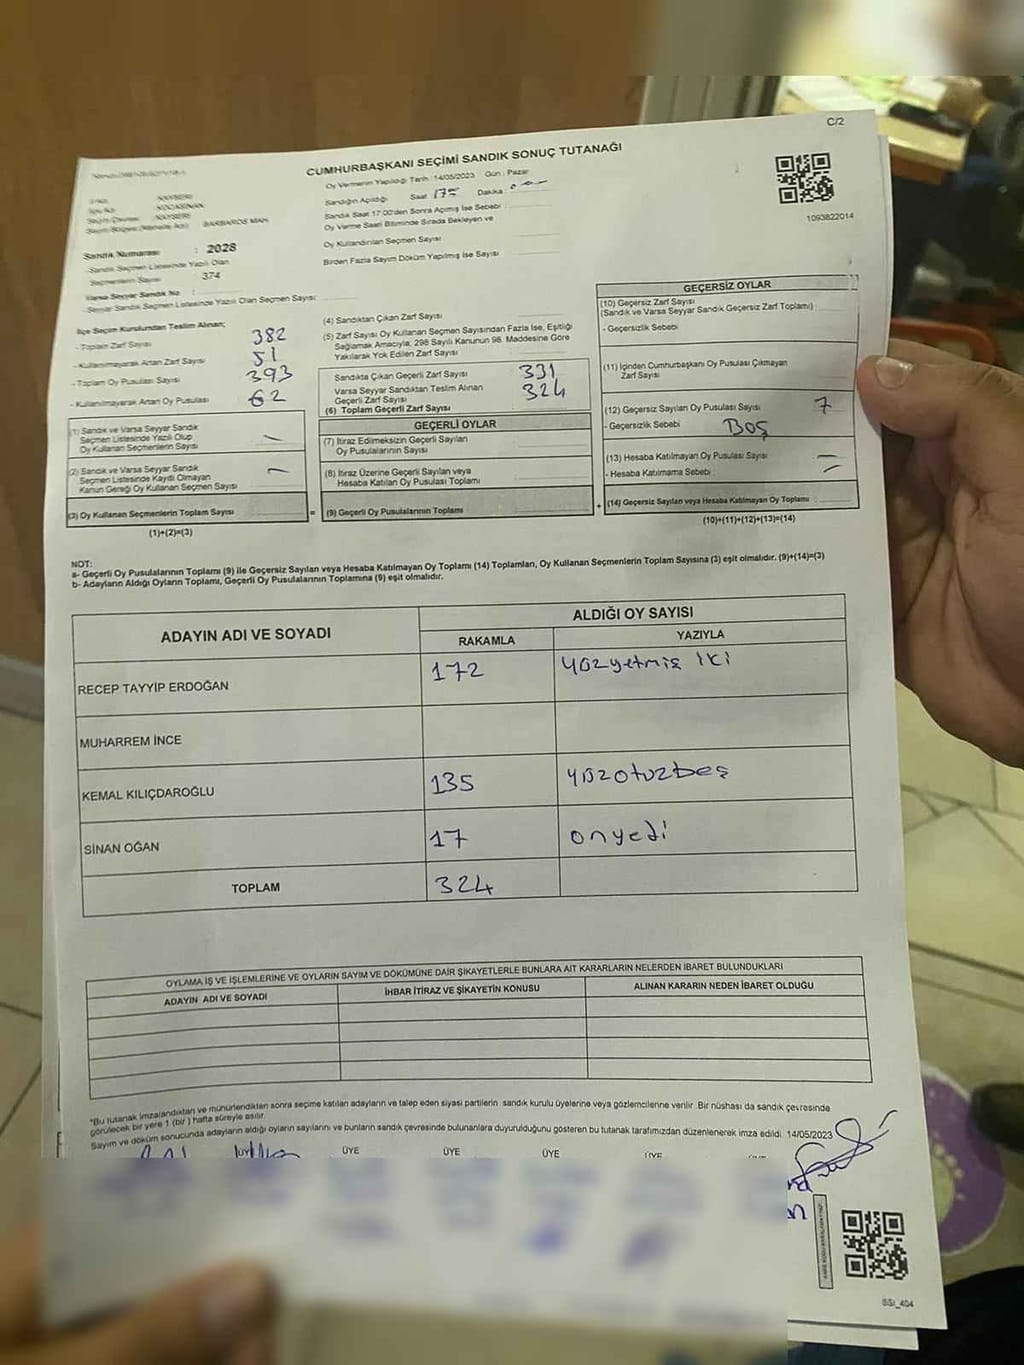 C/2
CUMHURBAŞKANI SEÇİMİ SANDIK SONUÇ TUTANAĞI
Oy Vermenin Yapıldığı Tarih : 14/05/2023 Gün : Pazar
Sandığın Açıldığı Saat Dakika
Sandık Saat 17:00'den Sonra Açılmış İse Sebebi :
Oy Verme Saati Bitiminde Sırada Bekleyen ve
Oy Kullandırılan Seçmen Sayısı
Birden Fazla Sayım Döküm Yapılmış İse Sayısı
1093822014
KAYSERİ
KOCASİNAN
KAYSERİ
BARBAROS MAH.
Sandık Numarası : 2028
Sandık Seçmen Listesinde Yazılı Olan
Seçmenlerin Sayısı 374
Varsa Seyyar Sandık No :
Seyyar Sandık Seçmen Listesinde Yazılı Olan Seçmen Sayısı :
İlçe Seçim Kurulundan Teslim Alınan;
- Toplam Zarf Sayısı 382
- Kullanılmayarak Artan Zarf Sayısı 51
- Toplam Oy Pusulası Sayısı 393
- Kullanılmayarak Artan Oy Pusulası 62
(1) Sandık ve Varsa Seyyar Sandık
Seçmen Listesinde Yazılı Olup
Oy Kullanan Seçmenlerin Sayısı —
(2) Sandık ve Varsa Seyyar Sandık
Seçmen Listesinde Kaydı Olmayan
Kanun Gereği Oy Kullanan Seçmen Sayısı —
(3) Oy Kullanan Seçmenlerin Toplam Sayısı
(1)+(2)=(3)
=
(4) Sandıktan Çıkan Zarf Sayısı
(5) Zarf Sayısı Oy Kullanan Seçmen Sayısından Fazla İse, Eşitliği
Sağlamak Amacıyla; 298 Sayılı Kanunun 98. Maddesine Göre
Yakılarak Yok Edilen Zarf Sayısı
Sandıkta Çıkan Geçerli Zarf Sayısı 331
Varsa Seyyar Sandıktan Teslim Alınan
Geçerli Zarf Sayısı 324
(6) Toplam Geçerli Zarf Sayısı
GEÇERLİ OYLAR
(7) İtiraz Edilmeksizin Geçerli Sayılan
Oy Pusulasının Sayısı
(8) İtiraz Üzerine Geçerli Sayılan veya
Hesaba Katılan Oy Pusulası Toplamı
(9) Geçerli Oy Pusulalarının Toplamı
+
GEÇERSİZ OYLAR
(10) Geçersiz Zarf Sayısı
(Sandık ve Varsa Seyyar Sandık Geçersiz Zarf Toplamı)
- Geçersizlik Sebebi
(11) İçinden Cumhurbaşkanı Oy Pusulası Çıkmayan
Zarf Sayısı
(12) Geçersiz Sayılan Oy Pusulası Sayısı 7
- Geçersizlik Sebebi BOŞ
(13) Hesaba Katılmayan Oy Pusulası Sayısı —
- Hesaba Katılmama Sebebi : —
(14) Geçersiz Sayılan veya Hesaba Katılmayan Oy Toplamı
(10)+(11)+(12)+(13)=(14)
NOT:
a- Geçerli Oy Pusulalarının Toplamı (9) ile Geçersiz Sayılan veya Hesaba Katılmayan Oy Toplamı (14) Toplamları, Oy Kullanan Seçmenlerin Toplam Sayısına (3) eşit olmalıdır. (9)+(14)=(3)
b- Adayların Aldığı Oyların Toplamı, Geçerli Oy Pusulalarının Toplamına (9) eşit olmalıdır.
ADAYIN ADI VE SOYADI
ALDIĞI OY SAYISI
RAKAMLA YAZIYLA
RECEP TAYYİP ERDOĞAN 172 yüzyetmiş iki
MUHARREM İNCE
KEMAL KILIÇDAROĞLU 135 yüzotuzbeş
SİNAN OĞAN 17 onyedi
TOPLAM 324
OYLAMA İŞ VE İŞLEMLERİNE VE OYLARIN SAYIM VE DÖKÜMÜNE DAİR ŞİKAYETLERLE BUNLARA AİT KARARLARIN NELERDEN İBARET BULUNDUKLARI
ADAYIN ADI VE SOYADI İHBAR İTİRAZ VE ŞİKAYETİN KONUSU ALINAN KARARIN NEDEN İBARET OLDUĞU
*Bu tutanak imzalandıktan ve mühürlendikten sonra seçime katılan adayların ve talep eden siyasi partilerin sandık kurulu üyelerine veya gözlemcilerine verilir. Bir nüshası da sandık çevresinde
görülecek bir yere 1 (bir ) hafta süreyle asılır.
Sayım ve döküm sonucunda adayların aldığı oyların sayılarını ve bunların sandık çevresinde bulunanlara duyurulduğunu gösteren bu tutanak tarafımızdan düzenlenerek imza edildi. 14/05/2023
ÜYE ÜYE ÜYE ÜYE
SSİ_404